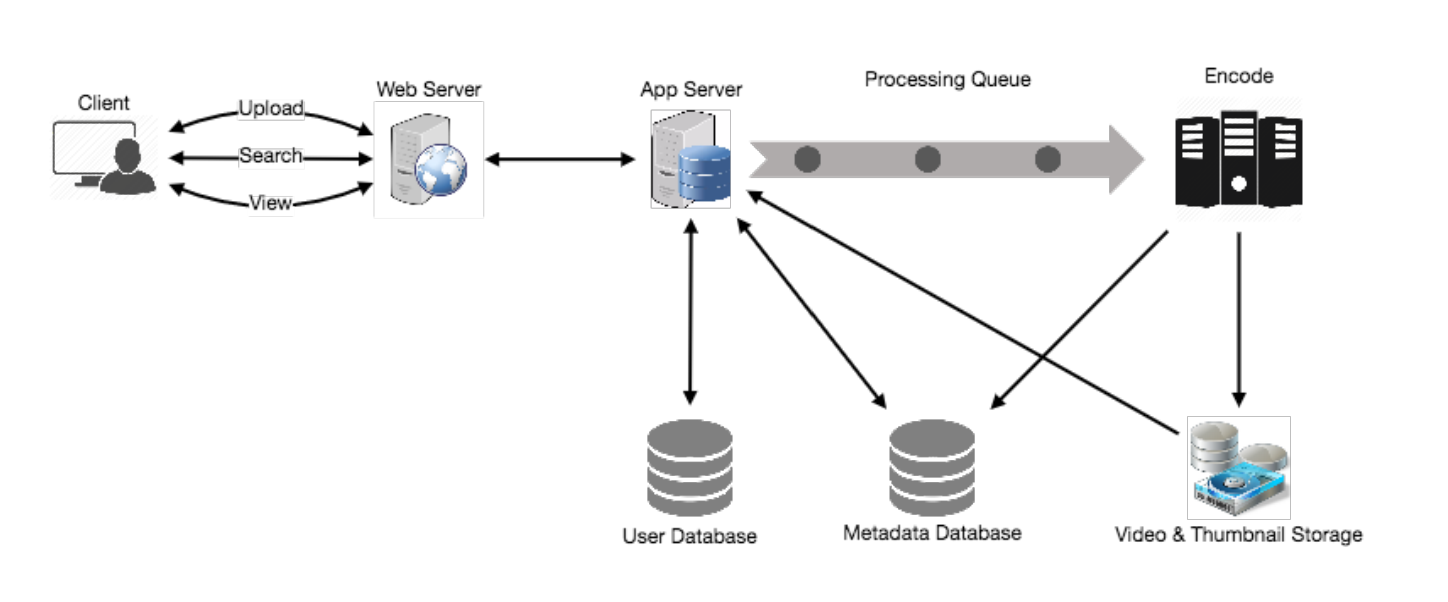 Client
Upload
Search
View
Web Server
App Server
Processing Queue
Encode
User Database
Metadata Database
Video & Thumbnail Storage